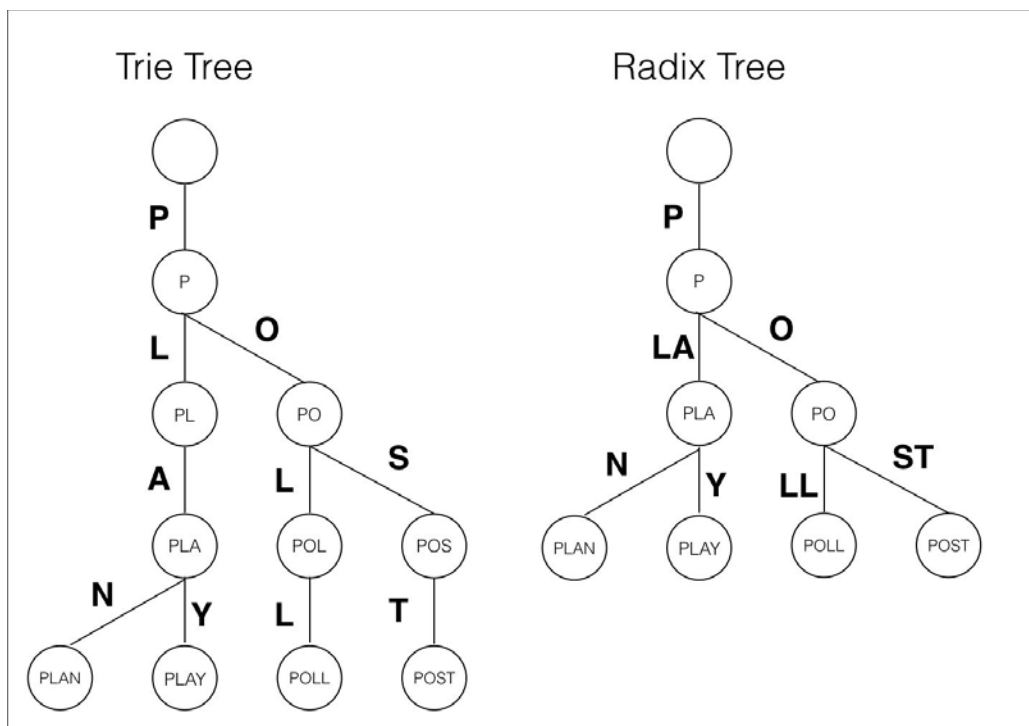 Trie Tree
Radix Tree
P
P
P
P
L
O
LA
O
PL
PO
PLA
PO
A
L
S
N
Y
LL
ST
PLA
POL
POS
PLAN
PLAY
POLL
POST
N
Y
L
T
PLAN
PLAY
POLL
POST